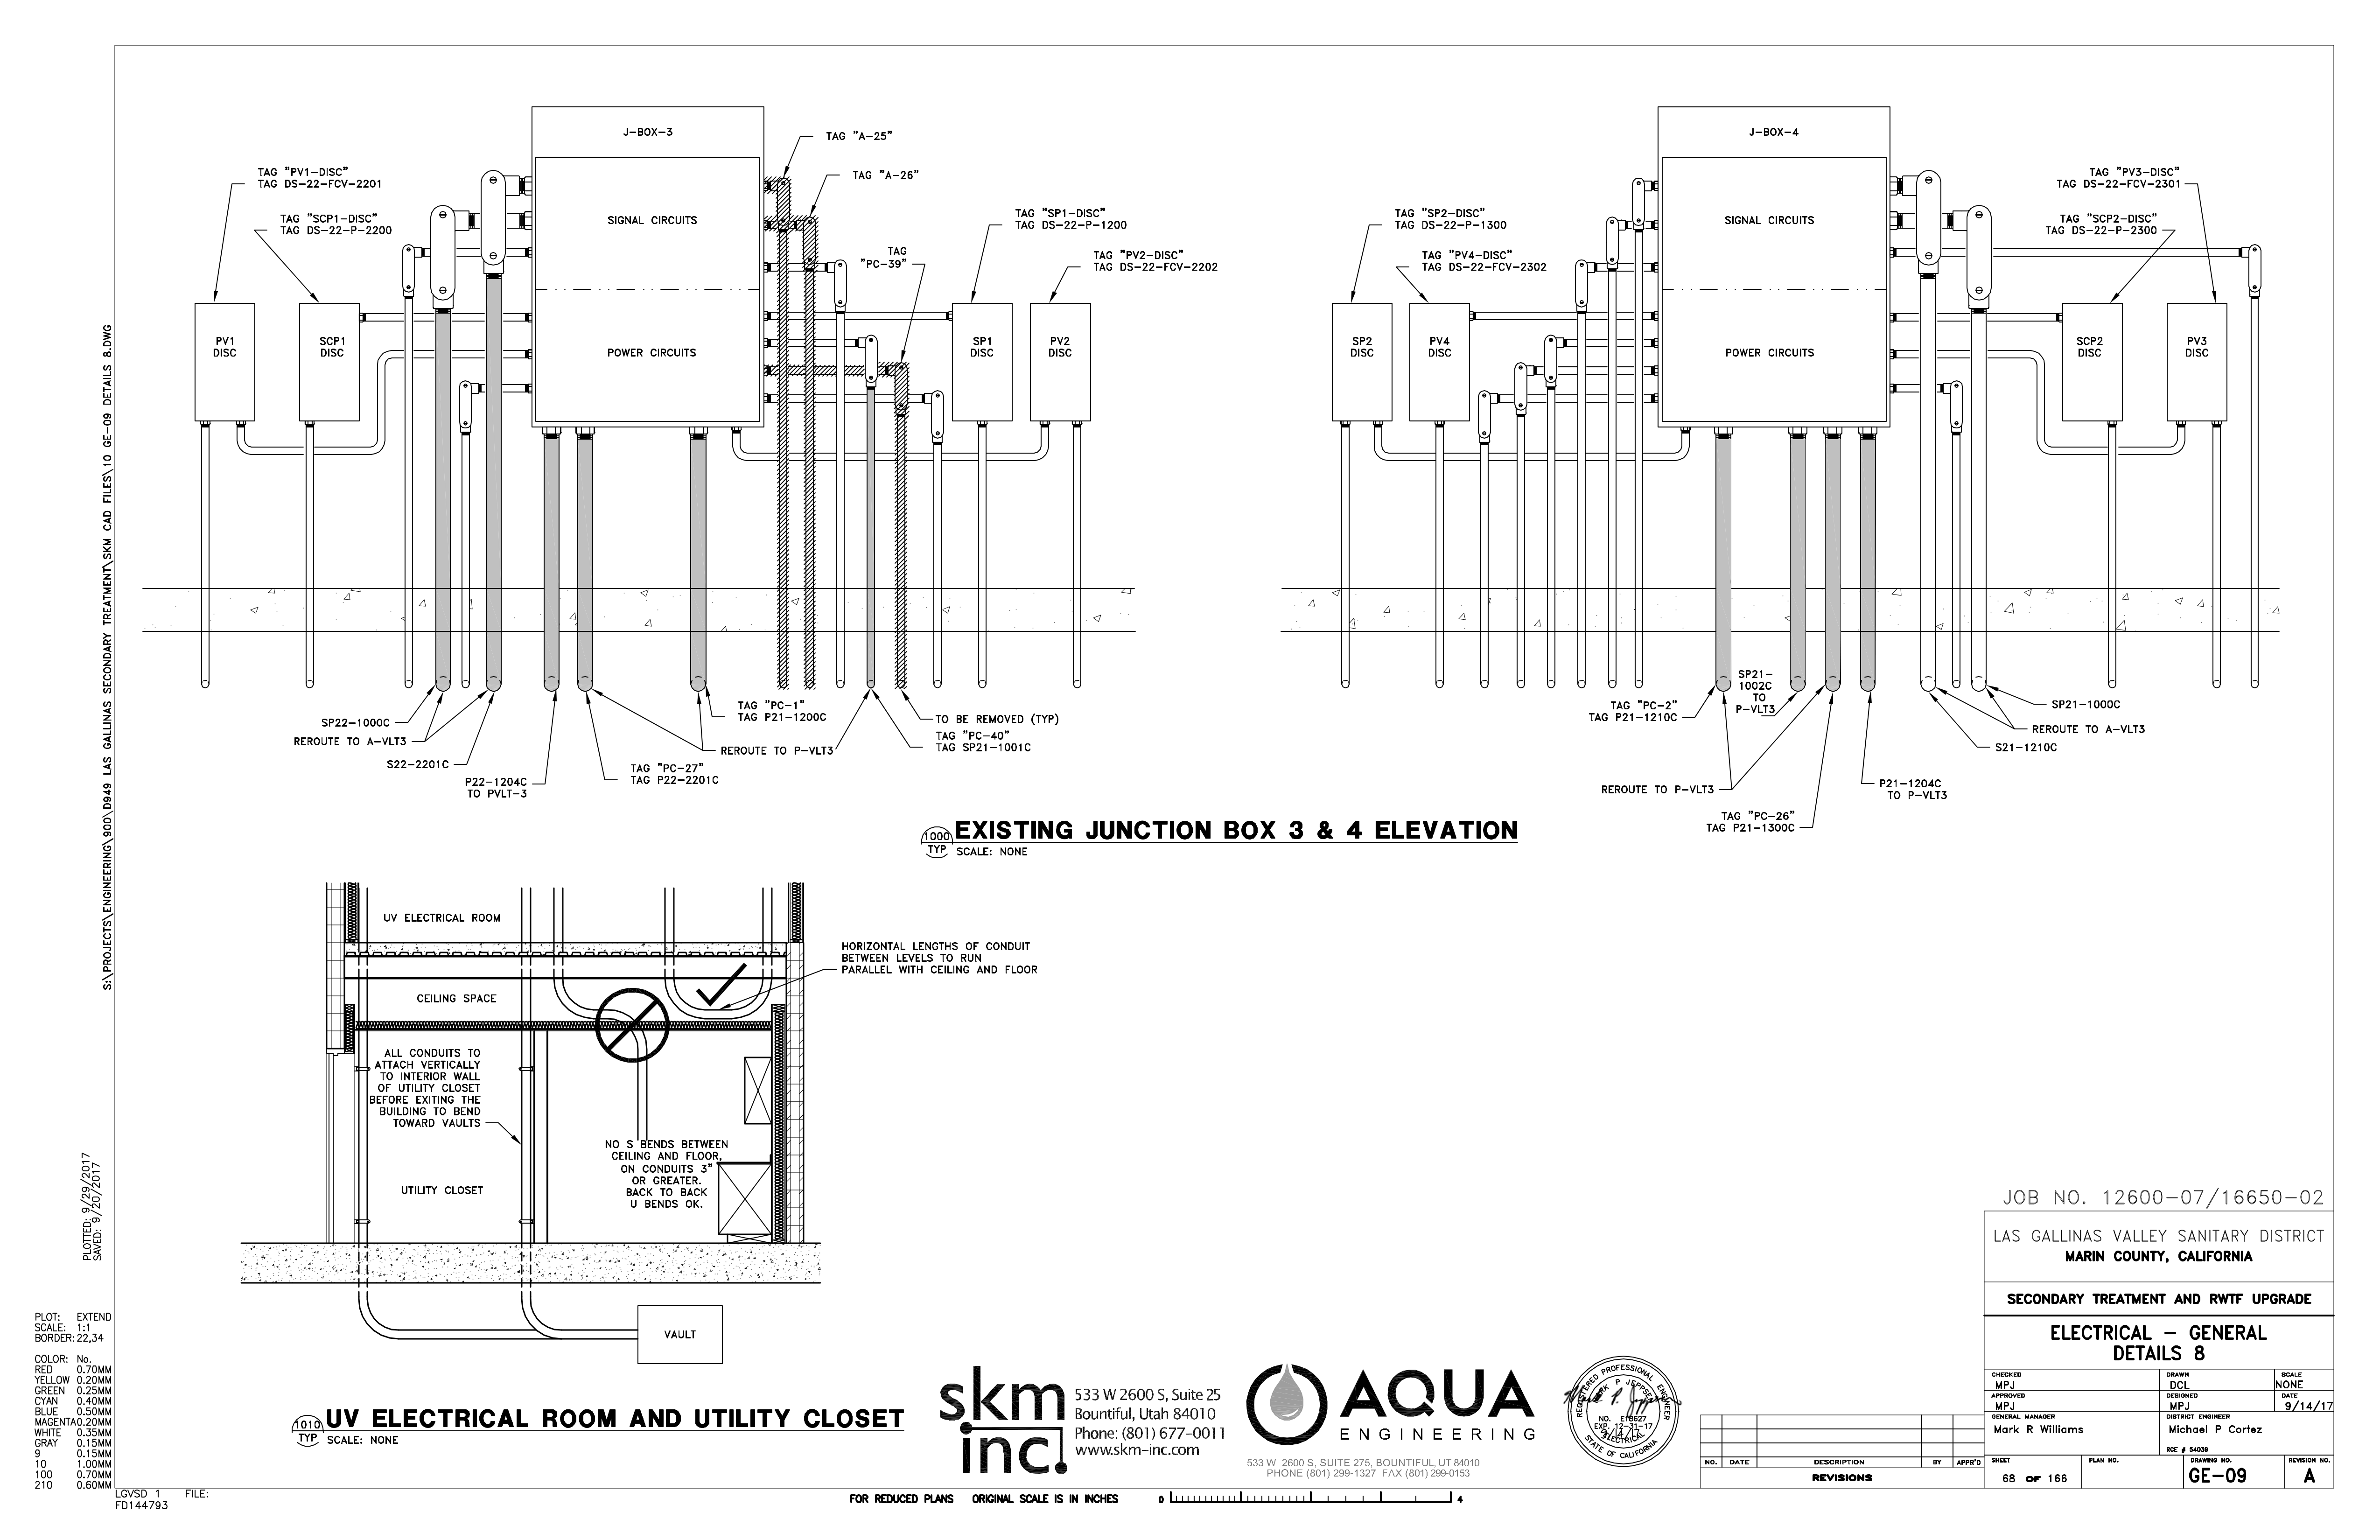 J-BOX-3
TAG "A-25"
TAG "PV1-DISC"
TAG DS-22-FCV-2201
TAG "A-26"
TAG "SCP1-DISC"
TAG DS-22-P-2200
SIGNAL CIRCUITS
TAG "SP1-DISC"
TAG DS-22-P-1200
TAG
"PC-39"
TAG "PV2-DISC"
TAG DS-22-FCV-2202
PV1
DISC
SCP1
DISC
POWER CIRCUITS
SP1
DISC
PV2
DISC
SP22-1000C
REROUTE TO A-VLT3
S22-2201C
P22-1204C
TO PVLT-3
TAG "PC-27"
TAG P22-2201C
TAG "PC-1"
TAG P21-1200C
REROUTE TO P-VLT3
TO BE REMOVED (TYP)
TAG "PC-40"
TAG SP21-1001C
J-BOX-4
TAG "PV3-DISC"
TAG DS-22-FCV-2301
TAG "SP2-DISC"
TAG DS-22-P-1300
SIGNAL CIRCUITS
TAG "SCP2-DISC"
TAG DS-22-P-2300
TAG "PV4-DISC"
TAG DS-22-FCV-2302
SP2
DISC
PV4
DISC
POWER CIRCUITS
SCP2
DISC
PV3
DISC
SP21-
1002C
TO
P-VLT3
TAG "PC-2"
TAG P21-1210C
SP21-1000C
REROUTE TO A-VLT3
S21-1210C
REROUTE TO P-VLT3
P21-1204C
TO P-VLT3
TAG "PC-26"
TAG P21-1300C
1000
TYP
EXISTING JUNCTION BOX 3 & 4 ELEVATION
SCALE: NONE
UV ELECTRICAL ROOM
HORIZONTAL LENGTHS OF CONDUIT
BETWEEN LEVELS TO RUN
PARALLEL WITH CEILING AND FLOOR
CEILING SPACE
ALL CONDUITS TO
ATTACH VERTICALLY
TO INTERIOR WALL
OF UTILITY CLOSET
BEFORE EXITING THE
BUILDING TO BEND
TOWARD VAULTS
NO S BENDS BETWEEN
CEILING AND FLOOR,
ON CONDUITS 3"
OR GREATER.
BACK TO BACK
U BENDS OK.
UTILITY CLOSET
VAULT
1010
TYP
UV ELECTRICAL ROOM AND UTILITY CLOSET
SCALE: NONE
S:\PROJECTS\ENGINEERING\900\D949 LAS GALLINAS SECONDARY TREATMENT\SKM CAD FILES\10 GE-09 DETAILS 8.DWG
PLOTTED: 9/29/2017
SAVED: 9/20/2017
PLOT: EXTEND
SCALE: 1:1
BORDER: 22,34
COLOR: No.
RED 0.70MM
YELLOW 0.20MM
GREEN 0.25MM
CYAN 0.40MM
BLUE 0.50MM
MAGENTA 0.20MM
WHITE 0.35MM
GRAY 0.15MM
9 0.15MM
10 1.00MM
100 0.70MM
210 0.60MM
LGVSD 1 FILE:
FD144793
skm
inc.
533 W 2600 S, Suite 25
Bountiful, Utah 84010
Phone: (801) 677-0011
www.skm-inc.com
AQUA
ENGINEERING
533 W 2600 S, SUITE 275, BOUNTIFUL, UT 84010
PHONE (801) 299-1327 FAX (801) 299-0153
REGISTERED PROFESSIONAL ENGINEER
MARK P JEPPSEN
NO. E18627
EXP. 12-31-17
9/14/17
ELECTRICAL
STATE OF CALIFORNIA
FOR REDUCED PLANS ORIGINAL SCALE IS IN INCHES 0 4
NO. DATE DESCRIPTION BY APPR'D
REVISIONS
JOB NO. 12600-07/16650-02
LAS GALLINAS VALLEY SANITARY DISTRICT
MARIN COUNTY, CALIFORNIA
SECONDARY TREATMENT AND RWTF UPGRADE
ELECTRICAL - GENERAL
DETAILS 8
CHECKED DRAWN SCALE
MPJ DCL NONE
APPROVED DESIGNED DATE
MPJ MPJ 9/14/17
GENERAL MANAGER DISTRICT ENGINEER
Mark R Williams Michael P Cortez
RCE # 54039
SHEET PLAN NO. DRAWING NO. REVISION NO.
68 OF 166 GE-09 A